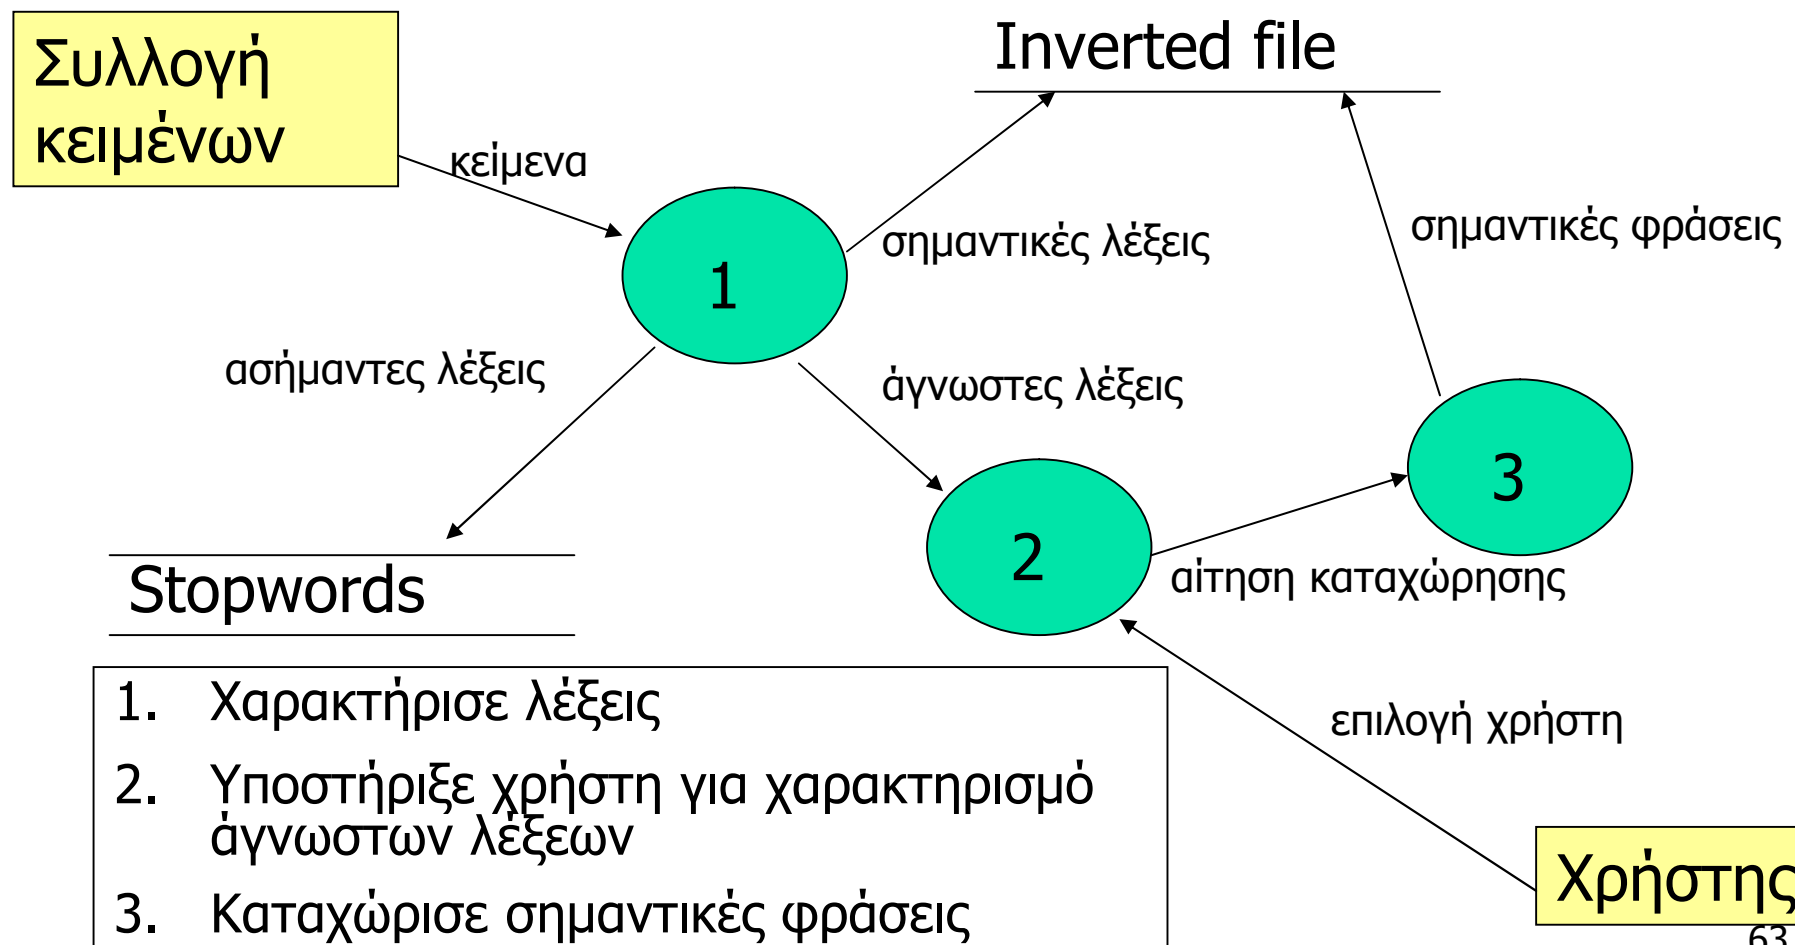 Συλλογή
κειμένων
Inverted file
κείμενα
σημαντικές λέξεις
σημαντικές φράσεις
1
ασήμαντες λέξεις
άγνωστες λέξεις
3
2
αίτηση καταχώρησης
Stopwords
1. Χαρακτήρισε λέξεις
2. Υποστήριξε χρήστη για χαρακτηρισμό
άγνωστων λέξεων
3. Καταχώρισε σημαντικές φράσεις
επιλογή χρήστη
Χρήστης
63